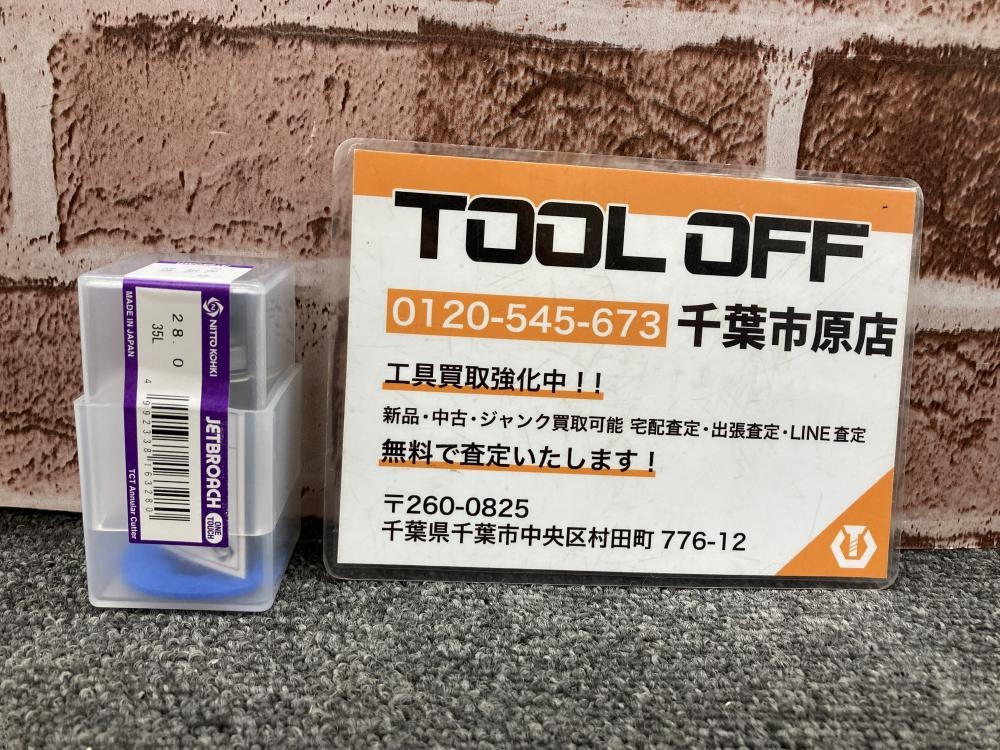 NITTO KOHKI
28.0
35L
MADE IN JAPAN
JETBROACH
ONE TOUCH
TCT Annular Cutter
4 992338 163280
TOOL OFF
0120-545-673 千葉市原店
工具買取強化中！！
新品・中古・ジャンク買取可能 宅配査定・出張査定・LINE査定
無料で査定いたします！
〒260-0825
千葉県千葉市中央区村田町 776-12